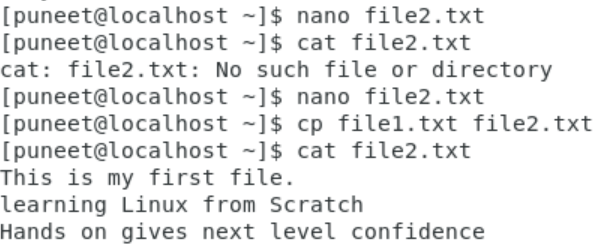 [puneet@localhost ~]$ nano file2.txt
[puneet@localhost ~]$ cat file2.txt
cat: file2.txt: No such file or directory
[puneet@localhost ~]$ nano file2.txt
[puneet@localhost ~]$ cp file1.txt file2.txt
[puneet@localhost ~]$ cat file2.txt
This is my first file.
learning Linux from Scratch
Hands on gives next level confidence